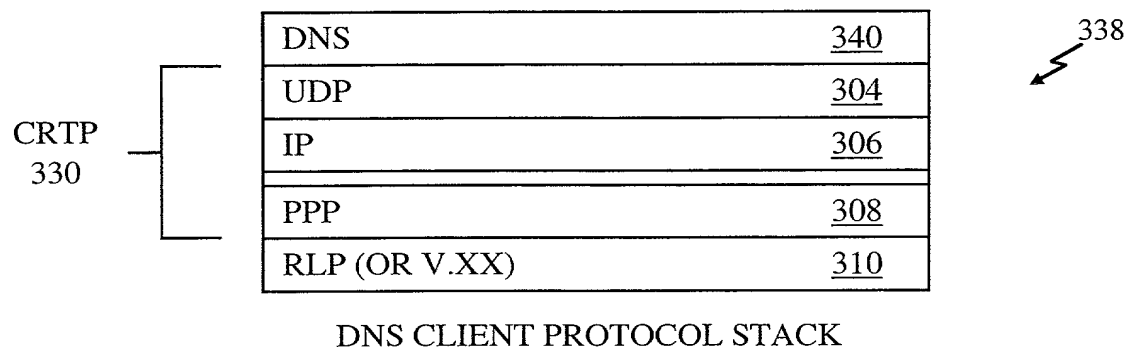 DNS 340
338
UDP 304
CRTP
330
IP 306
PPP 308
RLP (OR V.XX) 310
DNS CLIENT PROTOCOL STACK